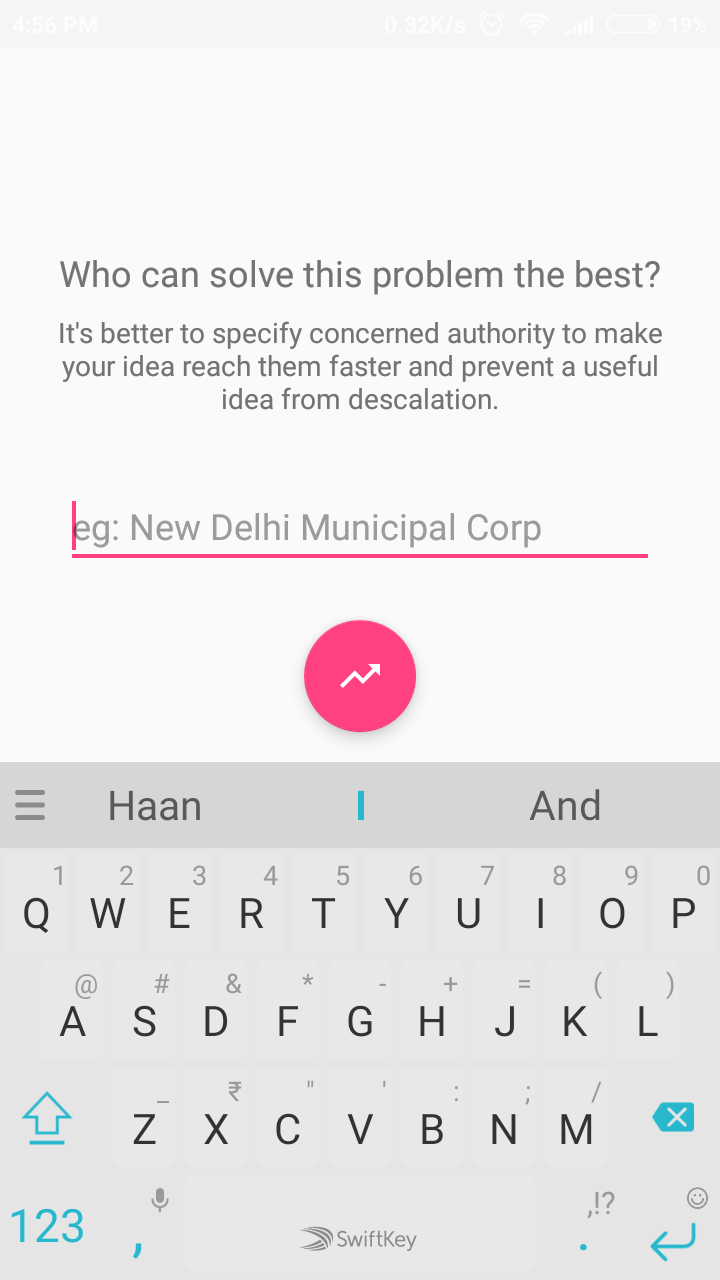 4:56 PM 0.32K/s 19%
Who can solve this problem the best?
It's better to specify concerned authority to make
your idea reach them faster and prevent a useful
idea from descalation.
eg: New Delhi Municipal Corp
Haan I And
1 2 3 4 5 6 7 8 9 0
Q W E R T Y U I O P
@ # & * - + = ( )
A S D F G H J K L
_ ₹ " ' : ; /
Z X C V B N M
,!?
123 , SwiftKey .